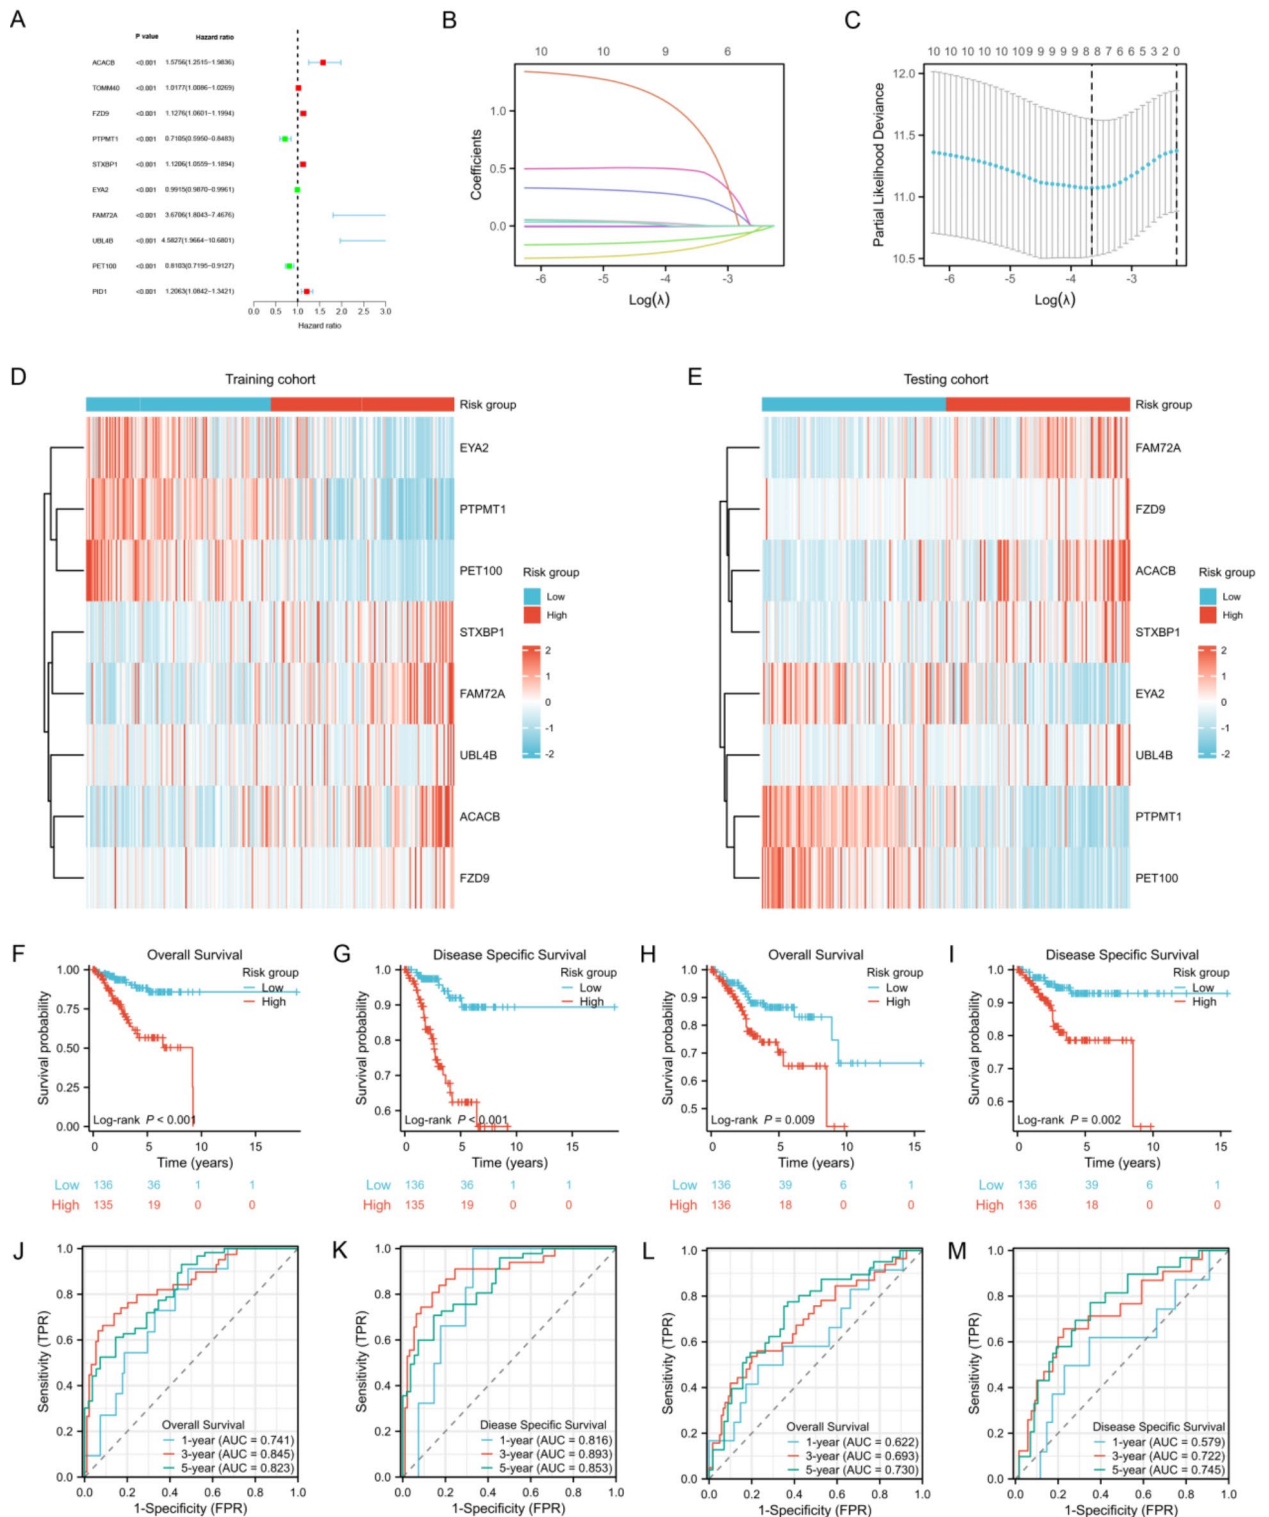 A
P value Hazard ratio
ACACB <0.001 1.5756(1.2515−1.9836)
TOMM40 <0.001 1.0177(1.0086−1.0269)
FZD9 <0.001 1.1276(1.0601−1.1994)
PTPMT1 <0.001 0.7105(0.5950−0.8483)
STXBP1 <0.001 1.1206(1.0559−1.1894)
EYA2 <0.001 0.9915(0.9870−0.9961)
FAM72A <0.001 3.6706(1.8043−7.4676)
UBL4B <0.001 4.5827(1.9664−10.6801)
PET100 <0.001 0.8103(0.7195−0.9127)
PID1 <0.001 1.2063(1.0842−1.3421)
0.0 0.5 1.0 1.5 2.0 2.5 3.0
Hazard ratio
B
10 10 9 6
Coefficients
1.0
0.5
0.0
-6 -5 -4 -3
Log(λ)
C
10 10 10 10 10 10 10 9 9 9 9 9 8 8 7 6 6 5 3 2 0
Partial Likelihood Deviance
12.0
11.5
11.0
10.5
-6 -5 -4 -3
Log(λ)
D
Training cohort
Risk group
EYA2
PTPMT1
PET100
STXBP1
FAM72A
UBL4B
ACACB
FZD9
Risk group
Low
High
2
1
0
-1
-2
E
Testing cohort
Risk group
FAM72A
FZD9
ACACB
STXBP1
EYA2
UBL4B
PTPMT1
PET100
Risk group
Low
High
2
1
0
-1
-2
F
Overall Survival
Risk group
Low
High
Survival probability
1.00
0.75
0.50
0.25
0.00
Log-rank P < 0.001
0 5 10 15
Time (years)
Low 136 36 1 1
High 135 19 0 0
G
Disease Specific Survival
Risk group
Low
High
Survival probability
1.0
0.9
0.8
0.7
0.6
Log-rank P < 0.001
0 5 10 15
Time (years)
Low 136 36 1 1
High 135 19 0 0
H
Overall Survival
Risk group
Low
High
Survival probability
1.0
0.9
0.8
0.7
0.6
0.5
Log-rank P = 0.009
0 5 10 15
Time (years)
Low 136 39 6 1
High 136 18 0 0
I
Disease Specific Survival
Risk group
Low
High
Survival probability
1.0
0.9
0.8
0.7
0.6
Log-rank P = 0.002
0 5 10 15
Time (years)
Low 136 39 6 1
High 136 18 0 0
J
Sensitivity (TPR)
1.0
0.8
0.6
0.4
0.2
0.0
Overall Survival
1-year (AUC = 0.741)
3-year (AUC = 0.845)
5-year (AUC = 0.823)
0.0 0.2 0.4 0.6 0.8 1.0
1-Specificity (FPR)
K
Sensitivity (TPR)
1.0
0.8
0.6
0.4
0.2
0.0
Disease Specific Survival
1-year (AUC = 0.816)
3-year (AUC = 0.893)
5-year (AUC = 0.853)
0.0 0.2 0.4 0.6 0.8 1.0
1-Specificity (FPR)
L
Sensitivity (TPR)
1.0
0.8
0.6
0.4
0.2
0.0
Overall Survival
1-year (AUC = 0.622)
3-year (AUC = 0.693)
5-year (AUC = 0.730)
0.0 0.2 0.4 0.6 0.8 1.0
1-Specificity (FPR)
M
Sensitivity (TPR)
1.0
0.8
0.6
0.4
0.2
0.0
Disease Specific Survival
1-year (AUC = 0.579)
3-year (AUC = 0.722)
5-year (AUC = 0.745)
0.0 0.2 0.4 0.6 0.8 1.0
1-Specificity (FPR)